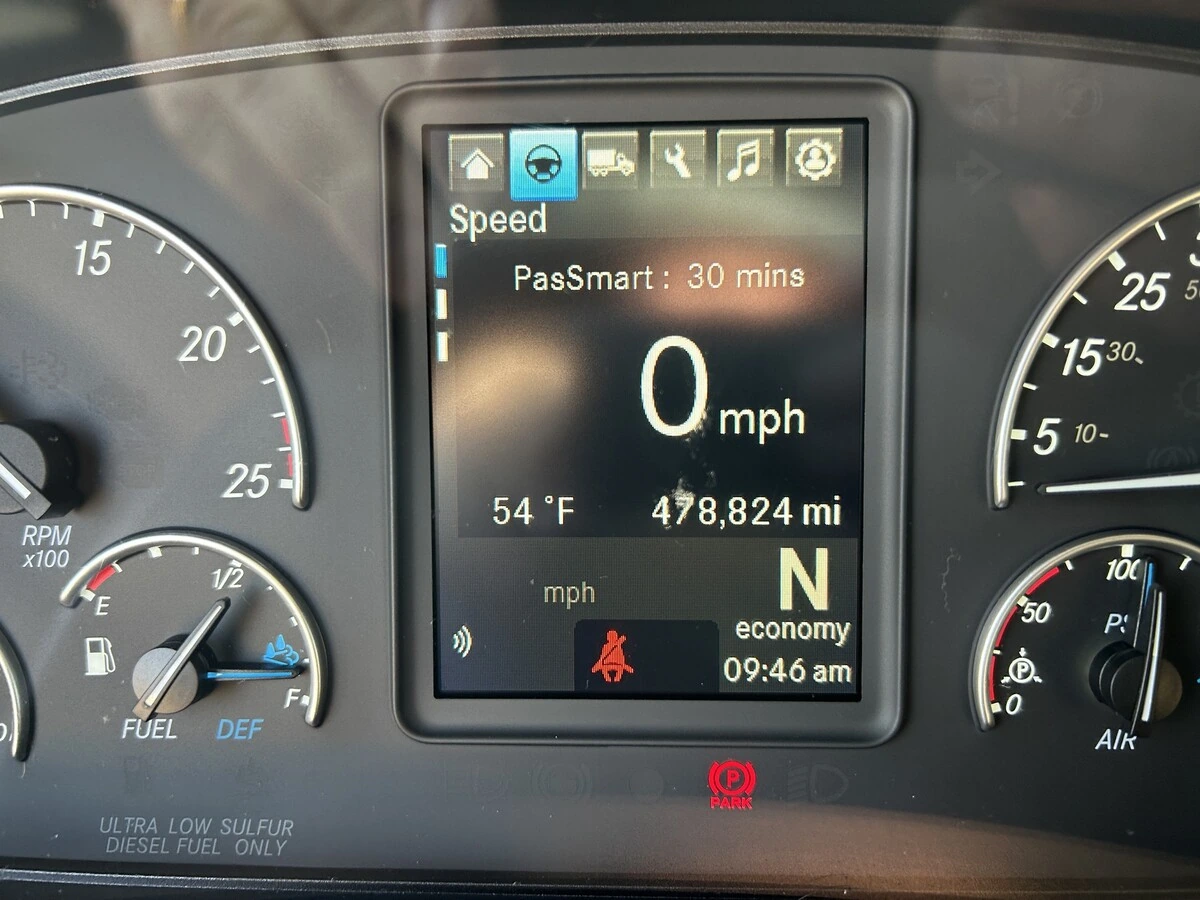 Speed
PasSmart : 30 mins
0 mph
54 °F 478,824 mi
mph
N
economy
09:46 am
15
20
25
RPM
x100
E
1/2
F
FUEL DEF
ULTRA LOW SULFUR
DIESEL FUEL ONLY
25
15 30
5 10
100
50
0
P
AIR
P
PARK